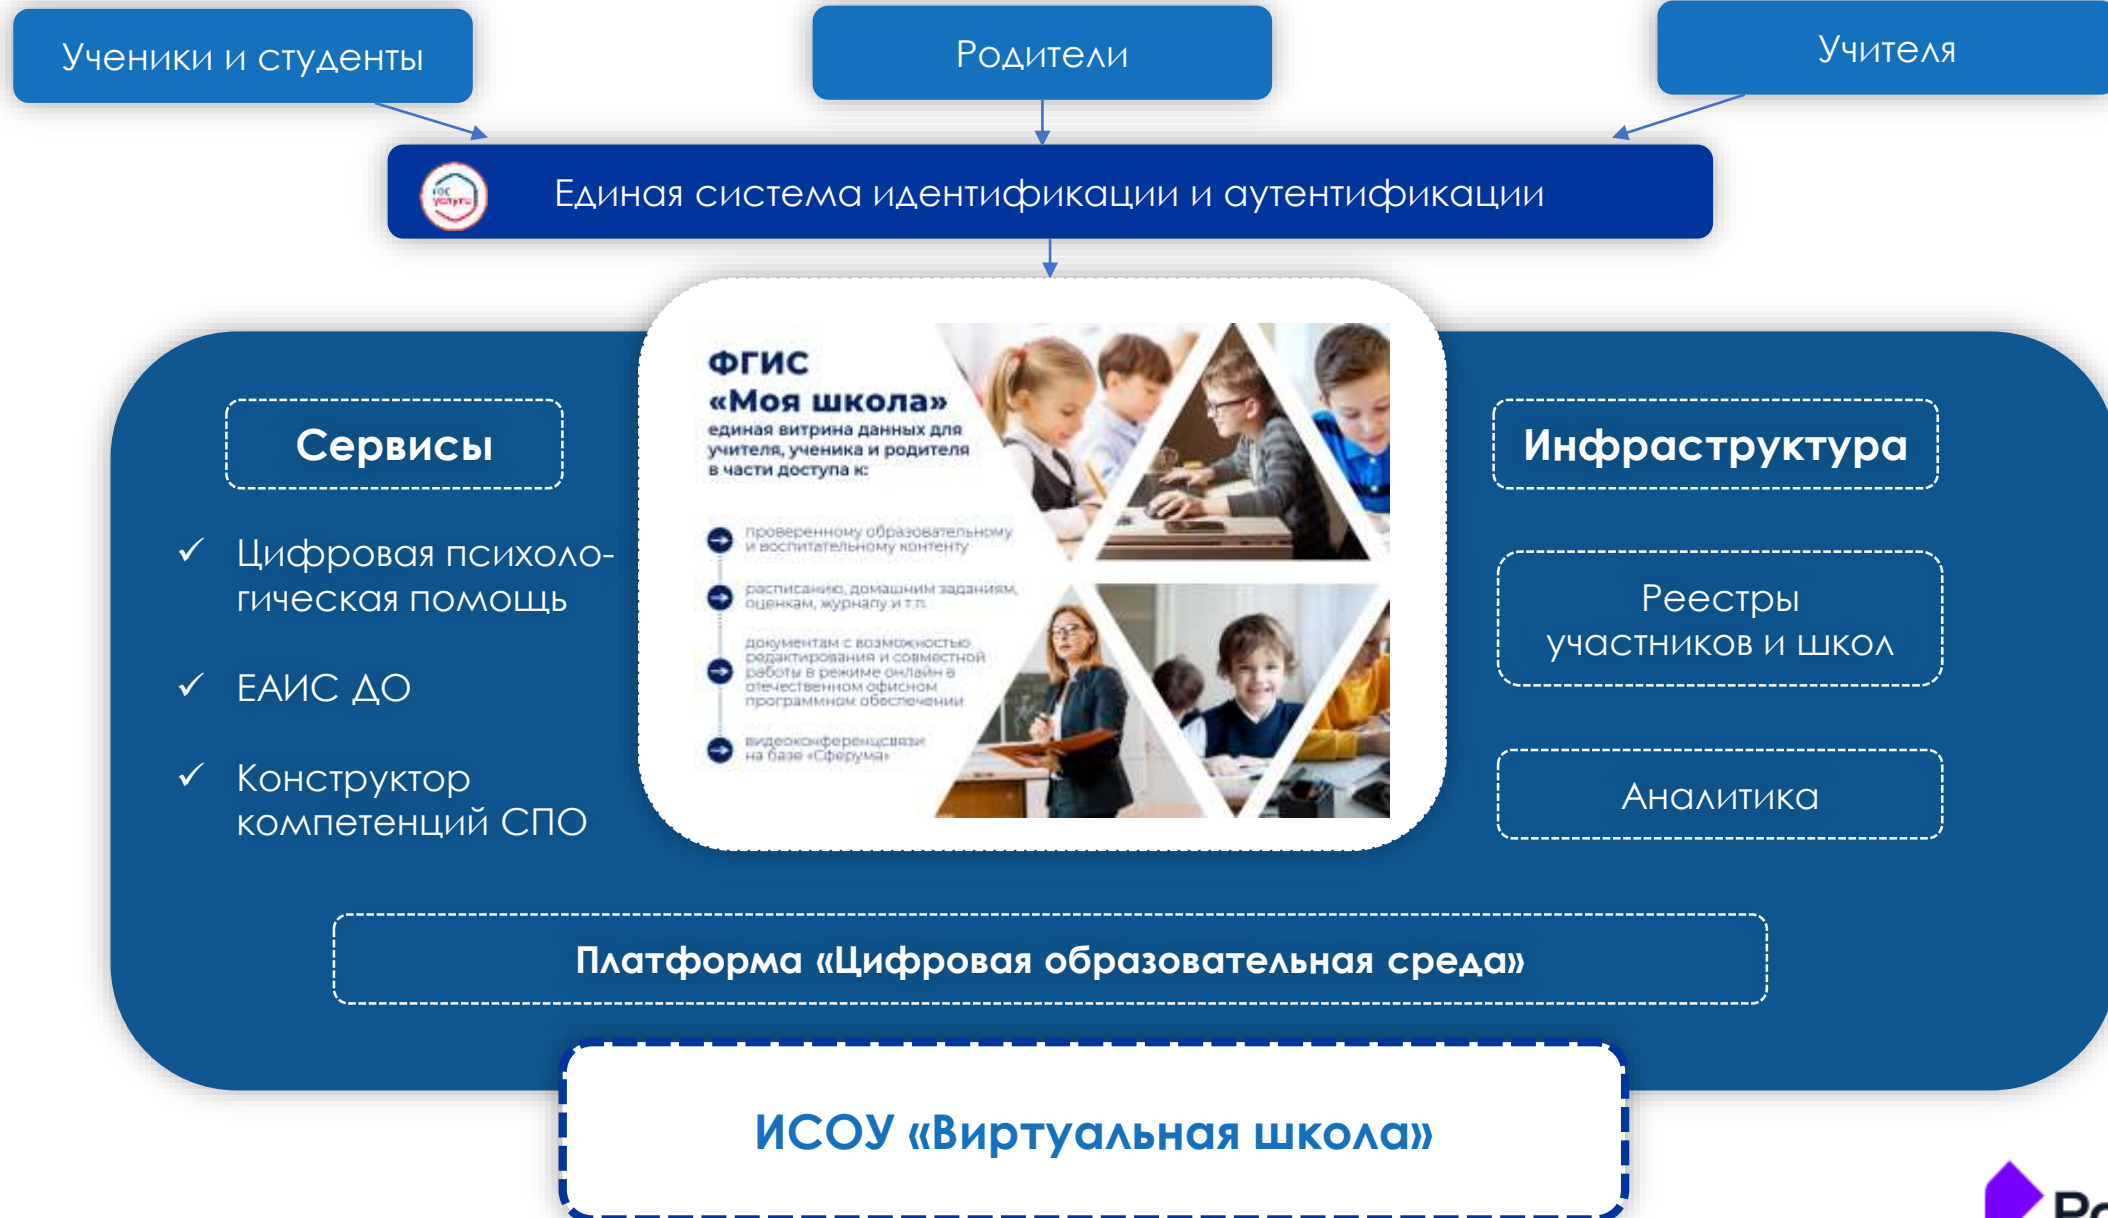 Ученики и студенты
Родители
Учителя
гос
услуги
Единая система идентификации и аутентификации
ФГИС
«Моя школа»
единая витрина данных для
учителя, ученика и родителя
в части доступа к:
проверенному образовательному
и воспитательному контенту
расписанию, домашним заданиям,
оценкам, журналу и т.п.
документам с возможностью
редактирования и совместной
работы в режиме онлайн в
отечественном офисном
программном обеспечении
видеоконференцсвязи
на базе «Сферума»
Сервисы
Цифровая психоло-
гическая помощь
ЕАИС ДО
Конструктор
компетенций СПО
Инфраструктура
Реестры
участников и школ
Аналитика
Платформа «Цифровая образовательная среда»
ИСОУ «Виртуальная школа»